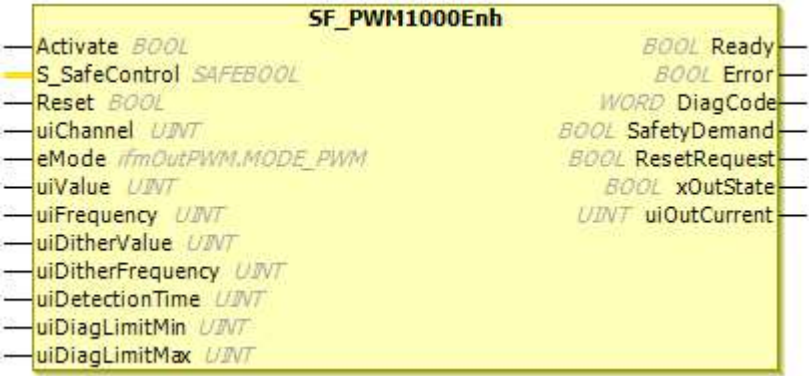 SF_PWM1000Enh
Activate BOOL BOOL Ready
S_SafeControl SAFEBOOL BOOL Error
Reset BOOL WORD DiagCode
uiChannel UINT BOOL SafetyDemand
eMode ifmOutPWM.MODE_PWM BOOL ResetRequest
uiValue UINT BOOL xOutState
uiFrequency UINT UINT uiOutCurrent
uiDitherValue UINT
uiDitherFrequency UINT
uiDetectionTime UINT
uiDiagLimitMin UINT
uiDiagLimitMax UINT